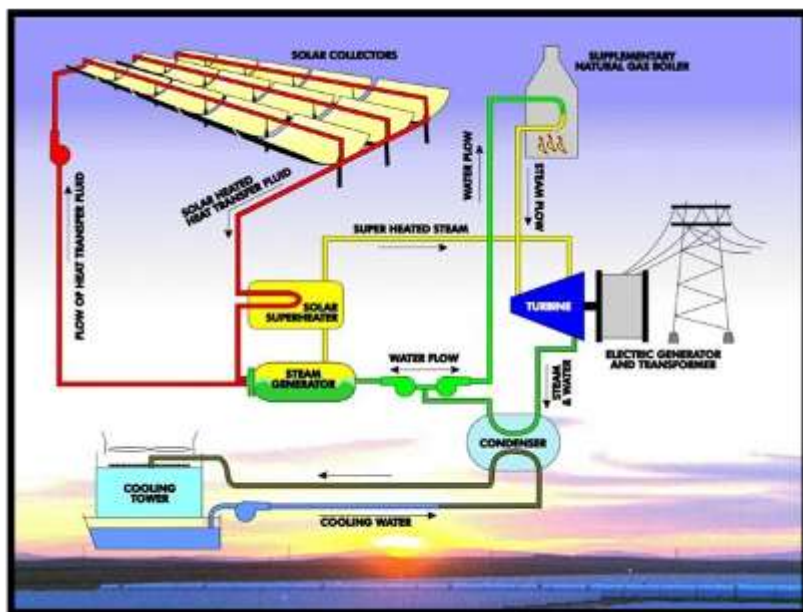 SOLAR COLLECTORS
SUPPLEMENTARY
NATURAL GAS BOILER
WATER FLOW
STEAM FLOW
SOLAR HEATED
HEAT TRANSFER FLUID
FLOW OF HEAT TRANSFER FLUID
SUPER HEATED STEAM
SOLAR
SUPERHEATER
TURBINE
ELECTRIC GENERATOR
AND TRANSFORMER
WATER FLOW
STEAM
GENERATOR
STEAM
& WATER
CONDENSER
COOLING
TOWER
COOLING WATER